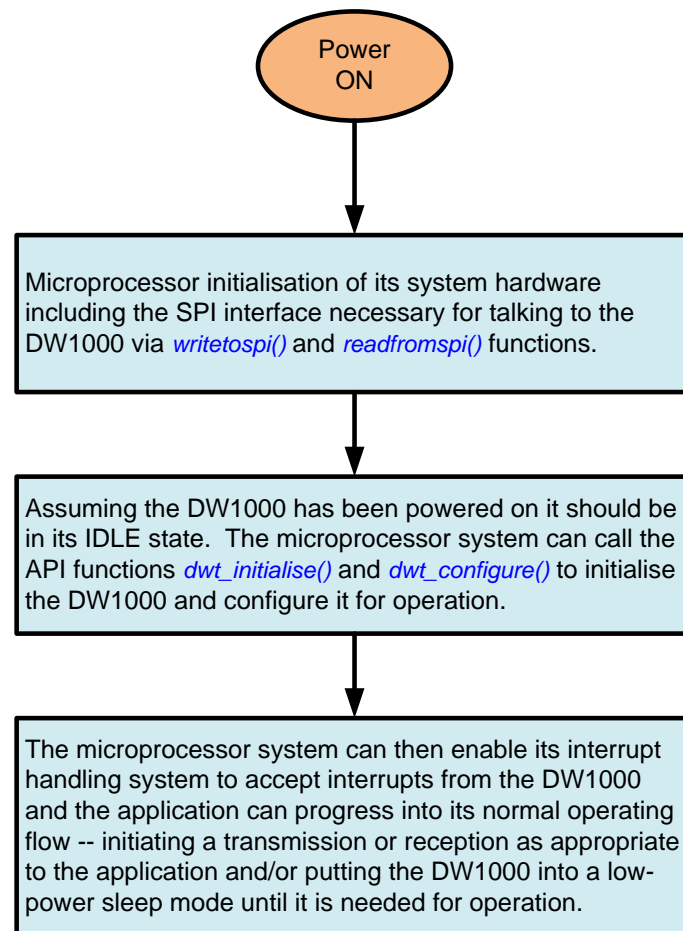 Power
ON
Microprocessor initialisation of its system hardware
including the SPI interface necessary for talking to the
DW1000 via writetospi() and readfromspi() functions.
Assuming the DW1000 has been powered on it should be
in its IDLE state.  The microprocessor system can call the
API functions dwt_initialise() and dwt_configure() to initialise
the DW1000 and configure it for operation.
The microprocessor system can then enable its interrupt
handling system to accept interrupts from the DW1000
and the application can progress into its normal operating
flow -- initiating a transmission or reception as appropriate
to the application and/or putting the DW1000 into a low-
power sleep mode until it is needed for operation.